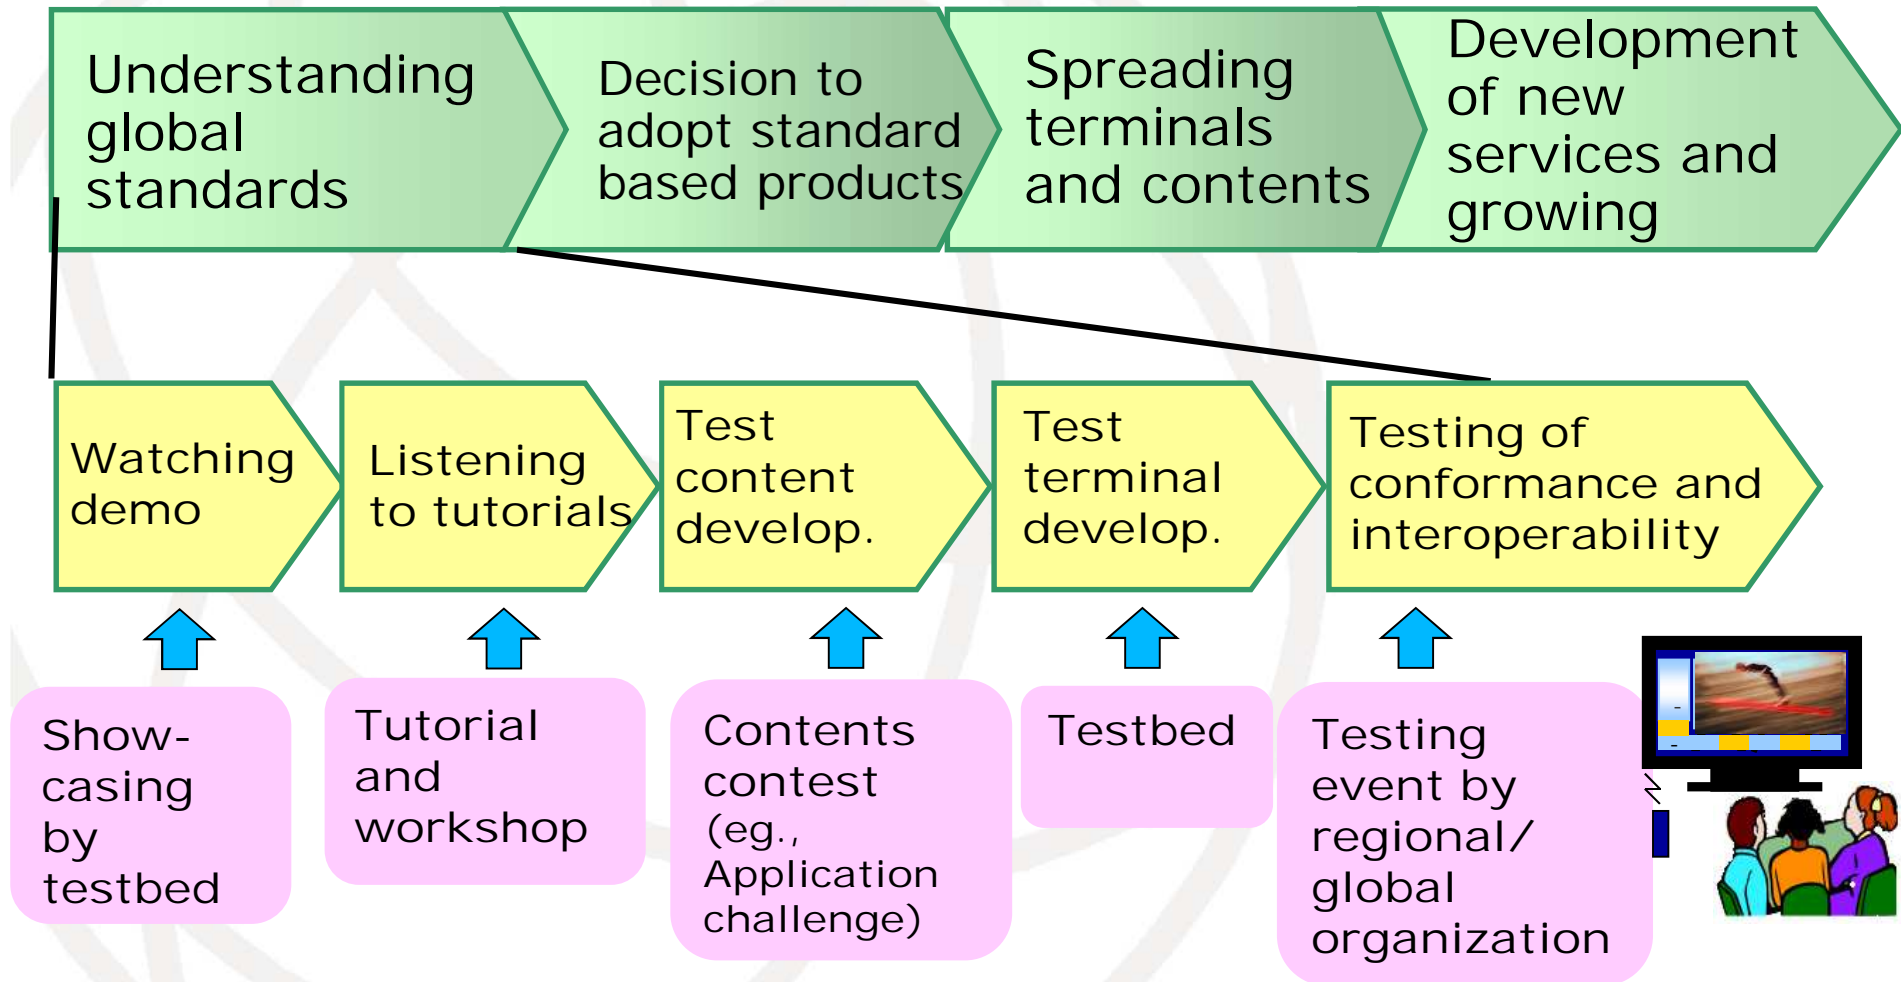 Understanding
global
standards
Decision to
adopt standard
based products
Spreading
terminals
and contents
Development
of new
services and
growing
Watching
demo
Listening
to tutorials
Test
content
develop.
Test
terminal
develop.
Testing of
conformance and
interoperability
Show-
casing
by
testbed
Tutorial
and
workshop
Contents
contest
(eg.,
Application
challenge)
Testbed
Testing
event by
regional/
global
organization